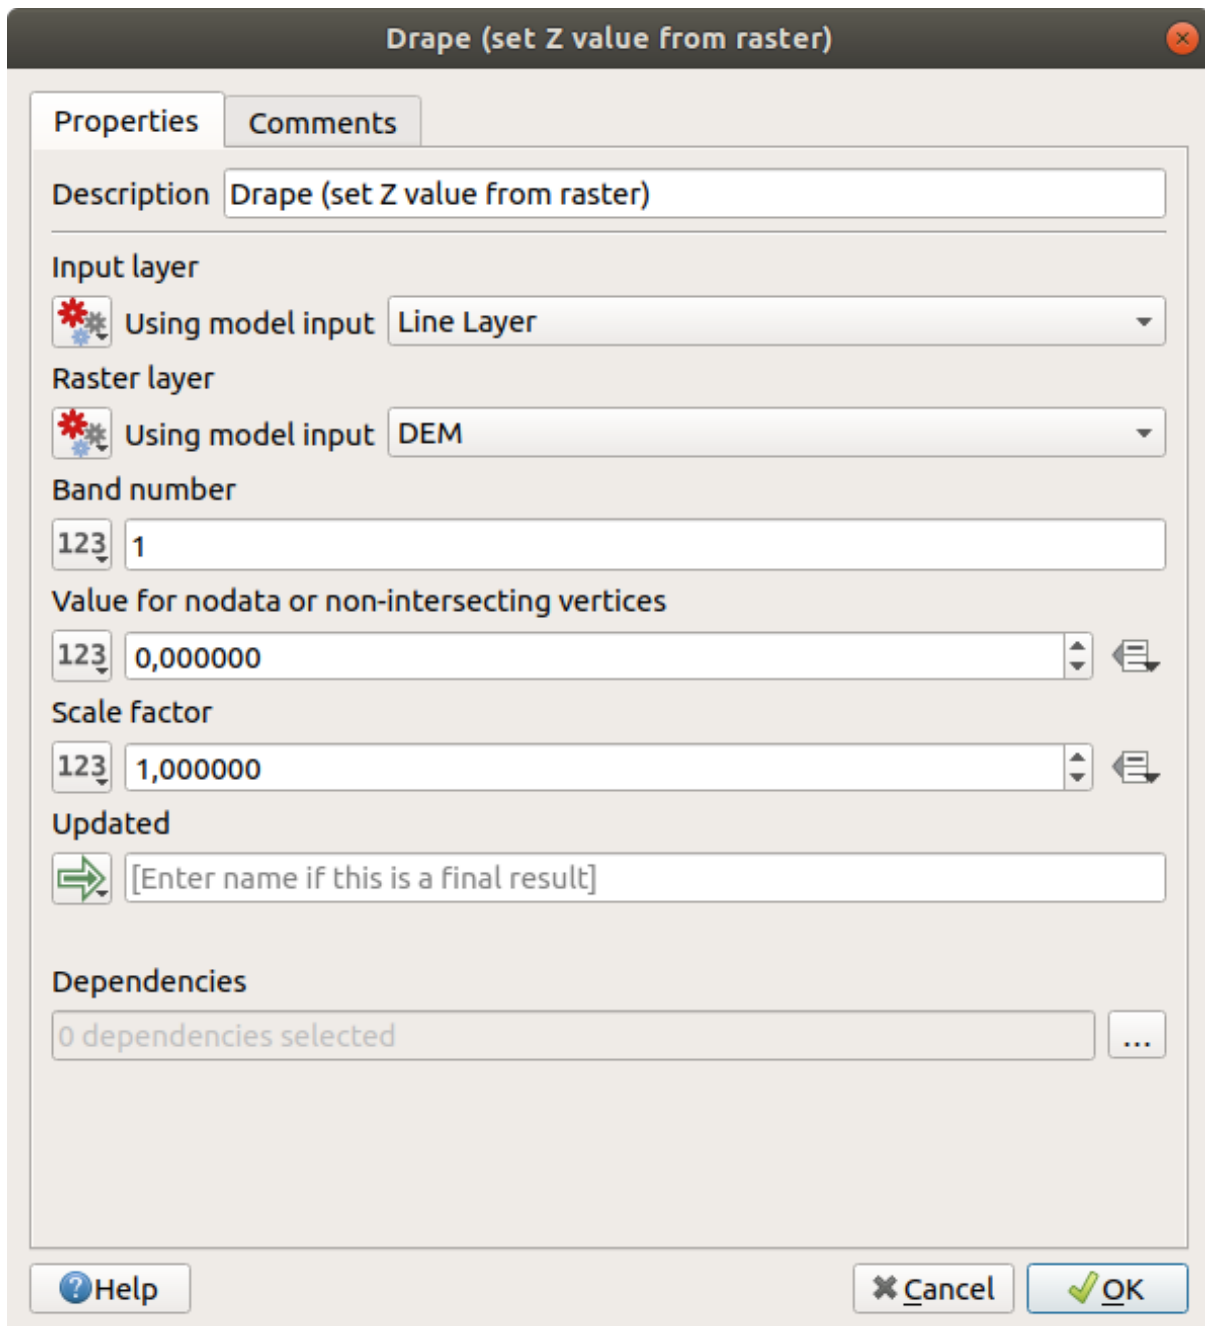 Drape (set Z value from raster)
Properties Comments
Description Drape (set Z value from raster)
Input layer
Using model input Line Layer
Raster layer
Using model input DEM
Band number
123 1
Value for nodata or non-intersecting vertices
123 0,000000
Scale factor
123 1,000000
Updated
[Enter name if this is a final result]
Dependencies
0 dependencies selected ...
Help Cancel OK